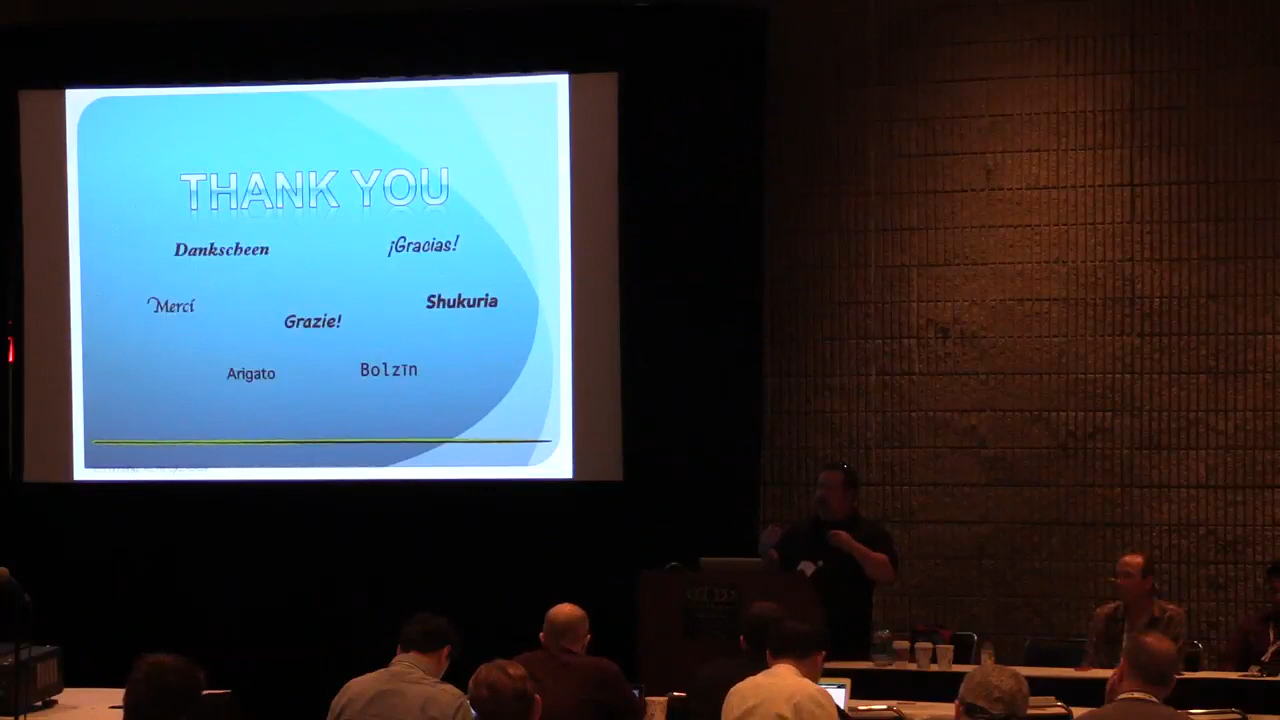 THANK YOU
Dankscheen
¡Gracias!
Merci
Shukuria
Grazie!
Arigato
Bolzīn